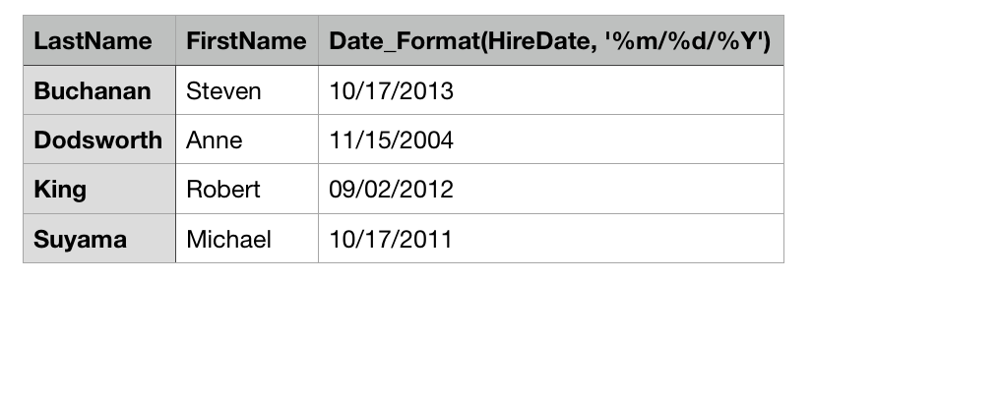 LastName FirstName Date_Format(HireDate, '%m/%d/%Y')
Buchanan Steven 10/17/2013
Dodsworth Anne 11/15/2004
King Robert 09/02/2012
Suyama Michael 10/17/2011